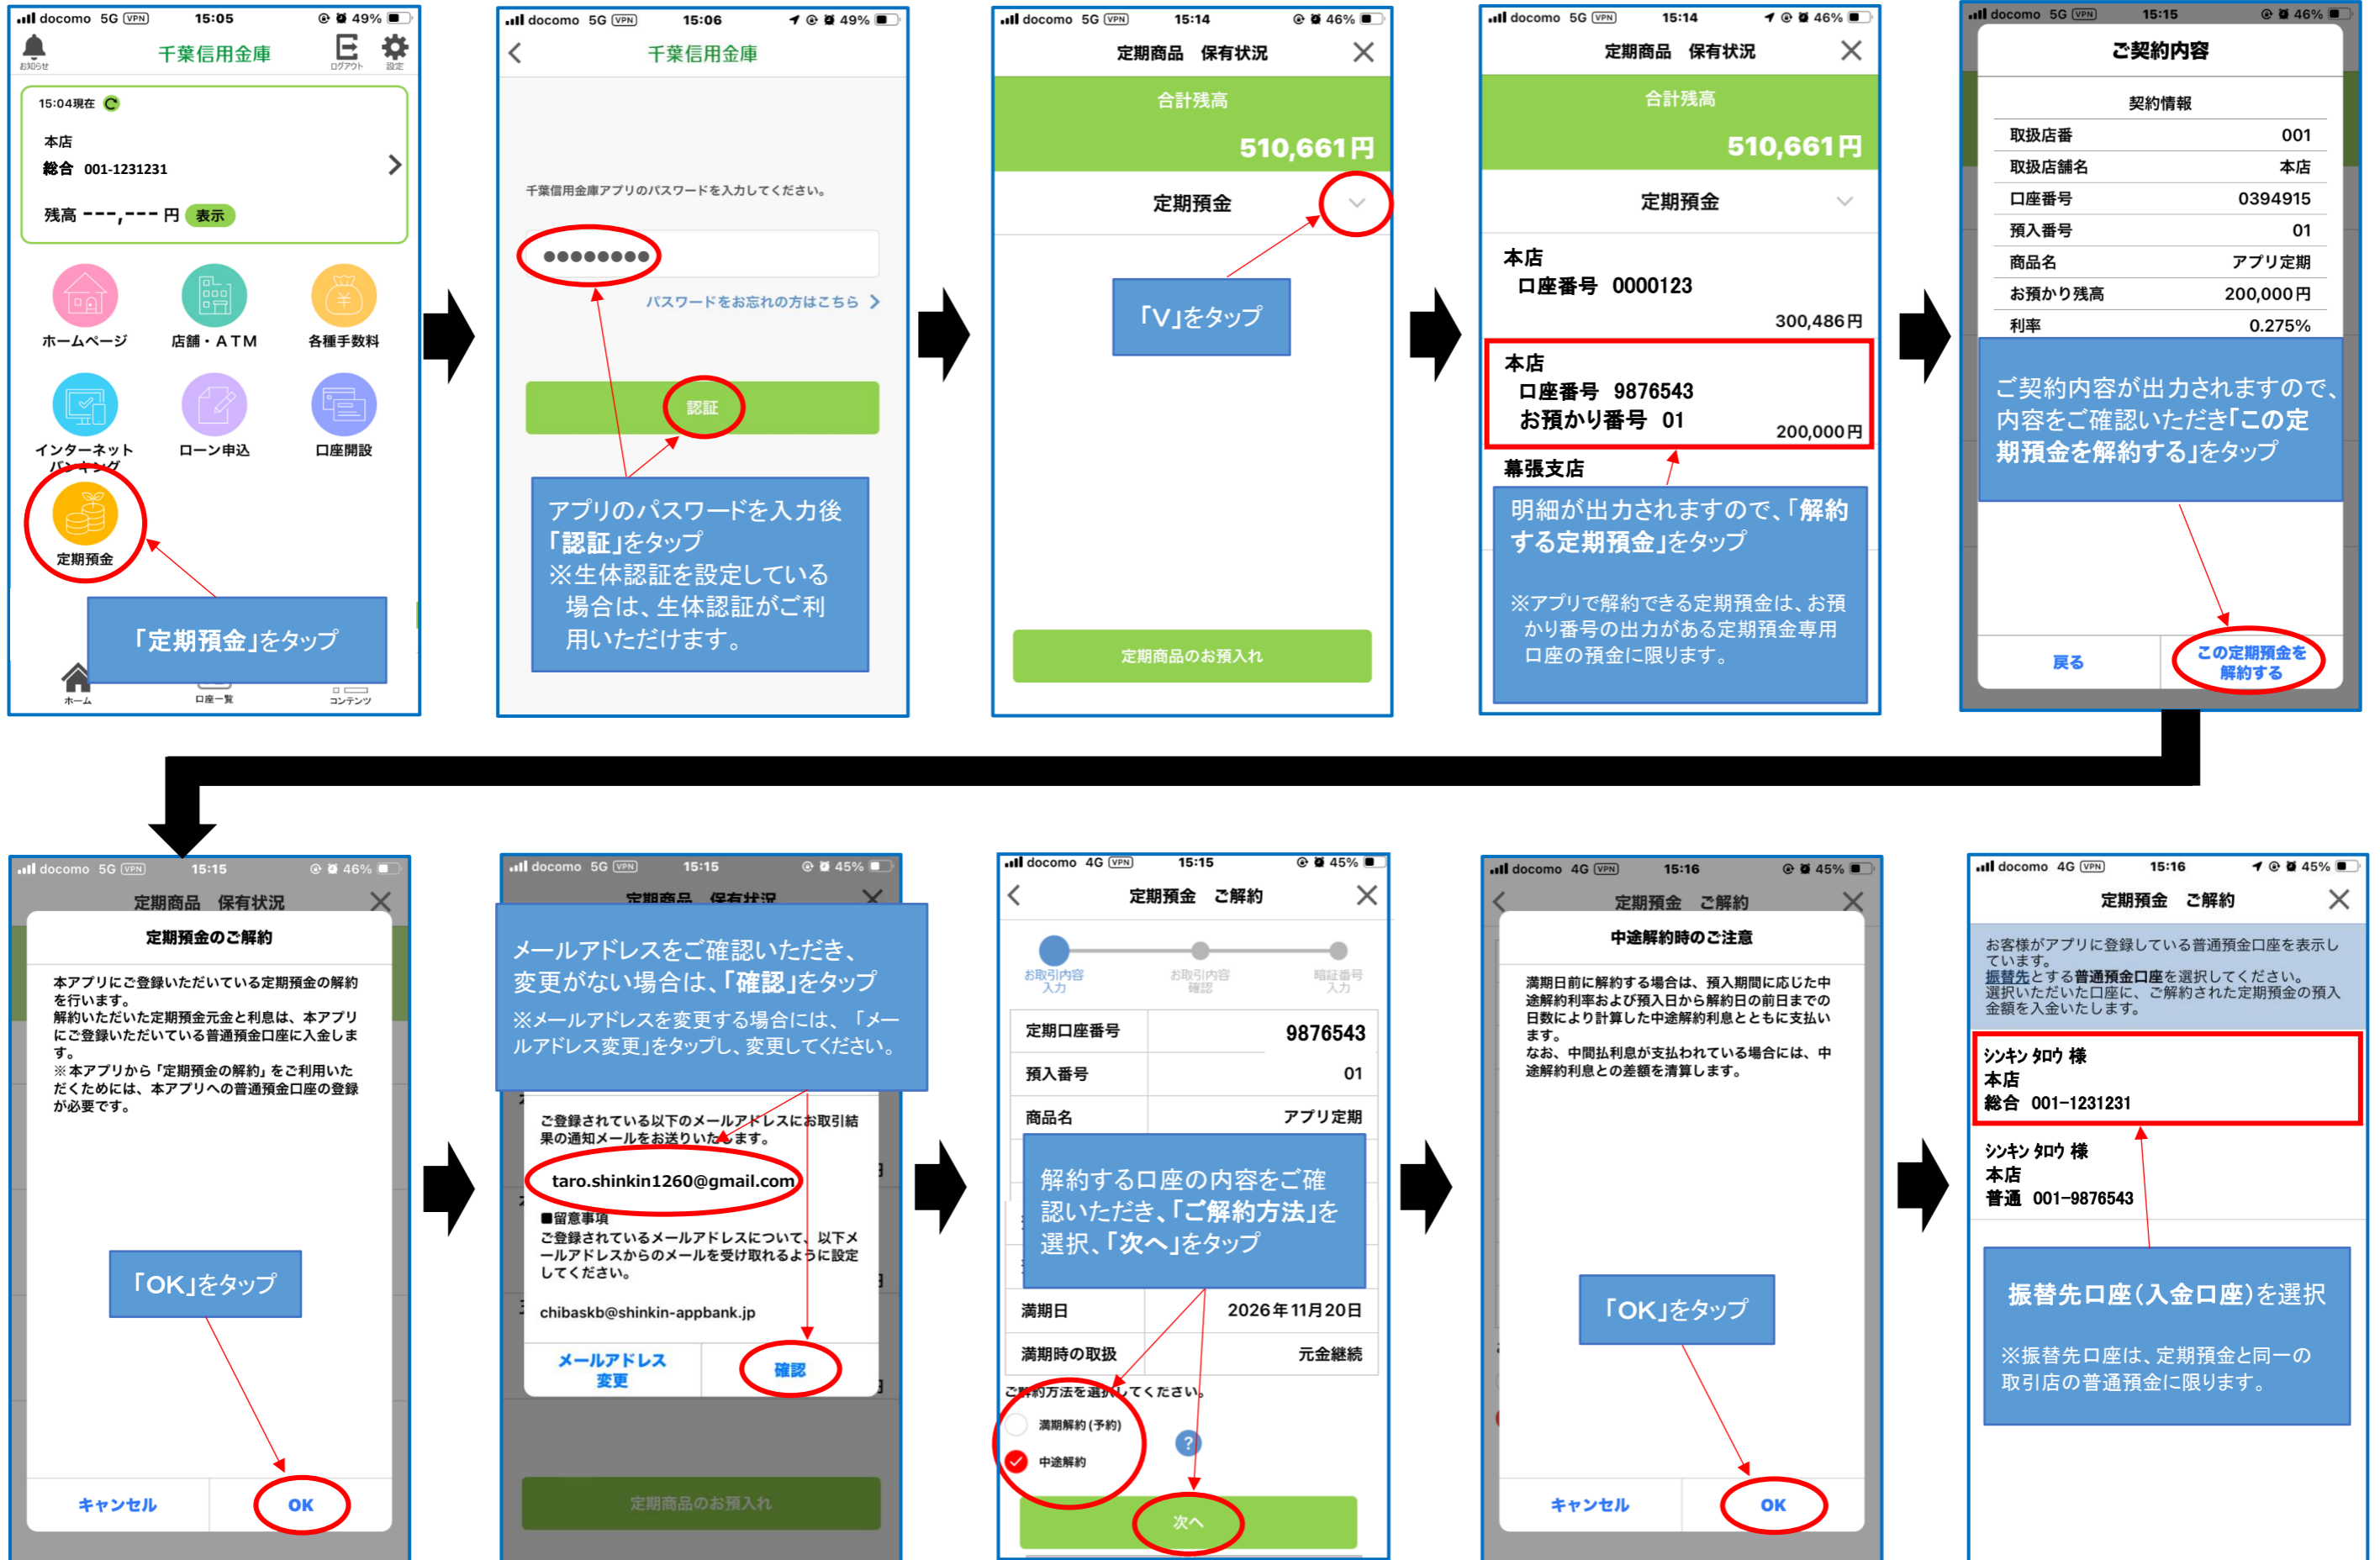 docomo 5G VPN 15:05 49%
お知らせ
千葉信用金庫
ログアウト
設定
15:04現在
本店
総合 001-1231231
残高 ---,--- 円 表示
ホームページ
店舗・ATM
各種手数料
インターネット
バンキング
ローン申込
口座開設
定期預金
「定期預金」をタップ
ホーム
口座一覧
コンテンツ
docomo 5G VPN 15:06 49%
千葉信用金庫
千葉信用金庫アプリのパスワードを入力してください。
●●●●●●●●
パスワードをお忘れの方はこちら
認証
アプリのパスワードを入力後
「認証」をタップ
※生体認証を設定している
場合は、生体認証がご利
用いただけます。
docomo 5G VPN 15:14 46%
定期商品 保有状況
合計残高
510,661円
定期預金
「V」をタップ
定期商品のお預入れ
docomo 5G VPN 15:14 46%
定期商品 保有状況
合計残高
510,661円
定期預金
本店
口座番号 0000123
300,486円
本店
口座番号 9876543
お預かり番号 01
200,000円
幕張支店
明細が出力されますので、「解約
する定期預金」をタップ
※アプリで解約できる定期預金は、お預
かり番号の出力がある定期預金専用
口座の預金に限ります。
docomo 5G VPN 15:15 46%
ご契約内容
契約情報
取扱店番 001
取扱店舗名 本店
口座番号 0394915
預入番号 01
商品名 アプリ定期
お預かり残高 200,000円
利率 0.275%
ご契約内容が出力されますので、
内容をご確認いただき「この定
期預金を解約する」をタップ
戻る
この定期預金を
解約する
docomo 5G VPN 15:15 46%
定期商品 保有状況
定期預金のご解約
本アプリにご登録いただいている定期預金の解約
を行います。
解約いただいた定期預金元金と利息は、本アプリ
にご登録いただいている普通預金口座に入金しま
す。
※本アプリから「定期預金の解約」をご利用いた
だくためには、本アプリへの普通預金口座の登録
が必要です。
「OK」をタップ
キャンセル
OK
docomo 5G VPN 15:15 45%
定期商品 保有状況
メールアドレスをご確認いただき、
変更がない場合は、「確認」をタップ
※メールアドレスを変更する場合には、「メー
ルアドレス変更」をタップし、変更してください。
ご登録されている以下のメールアドレスにお取引結
果の通知メールをお送りいたします。
taro.shinkin1260@gmail.com
■留意事項
ご登録されているメールアドレスについて、以下メ
ールアドレスからのメールを受け取れるように設定
してください。
chibaskb@shinkin-appbank.jp
メールアドレス
変更
確認
定期商品のお預入れ
docomo 4G VPN 15:15 45%
定期預金 ご解約
お取引内容
入力
お取引内容
確認
暗証番号
入力
定期口座番号 9876543
預入番号 01
商品名 アプリ定期
解約する口座の内容をご確
認いただき、「ご解約方法」を
選択、「次へ」をタップ
満期日 2026年11月20日
満期時の取扱 元金継続
ご解約方法を選択してください。
満期解約(予約)
中途解約
?
次へ
docomo 4G VPN 15:16 45%
定期預金 ご解約
中途解約時のご注意
満期日前に解約する場合は、預入期間に応じた中
途解約利率および預入日から解約日の前日までの
日数により計算した中途解約利息とともに支払い
ます。
なお、中間払利息が支払われている場合には、中
途解約利息との差額を清算します。
「OK」をタップ
キャンセル
OK
docomo 4G VPN 15:16 45%
定期預金 ご解約
お客様がアプリに登録している普通預金口座を表示し
ています。
振替先とする普通預金口座を選択してください。
選択いただいた口座に、ご解約された定期預金の預入
金額を入金いたします。
シンキン タロウ 様
本店
総合 001-1231231
シンキン タロウ 様
本店
普通 001-9876543
振替先口座(入金口座)を選択
※振替先口座は、定期預金と同一の
取引店の普通預金に限ります。